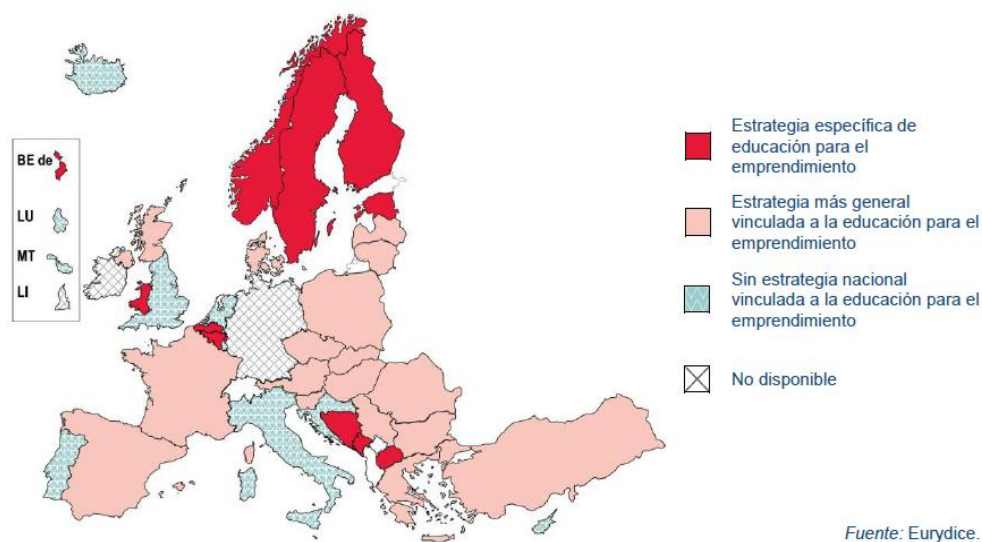 BE de
LU
MT
LI
Estrategia específica de
educación para el
emprendimiento
Estrategia más general
vinculada a la educación para el
emprendimiento
Sin estrategia nacional
vinculada a la educación para el
emprendimiento
No disponible
Fuente: Eurydice.